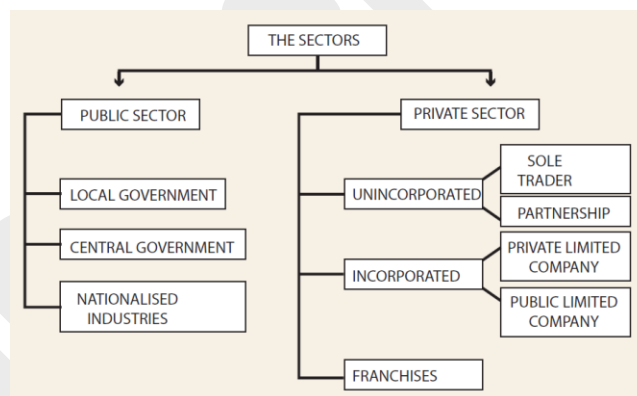 THE SECTORS
PUBLIC SECTOR
LOCAL GOVERNMENT
CENTRAL GOVERNMENT
NATIONALISED
INDUSTRIES
PRIVATE SECTOR
UNINCORPORATED
SOLE
TRADER
PARTNERSHIP
INCORPORATED
PRIVATE LIMITED
COMPANY
PUBLIC LIMITED
COMPANY
FRANCHISES